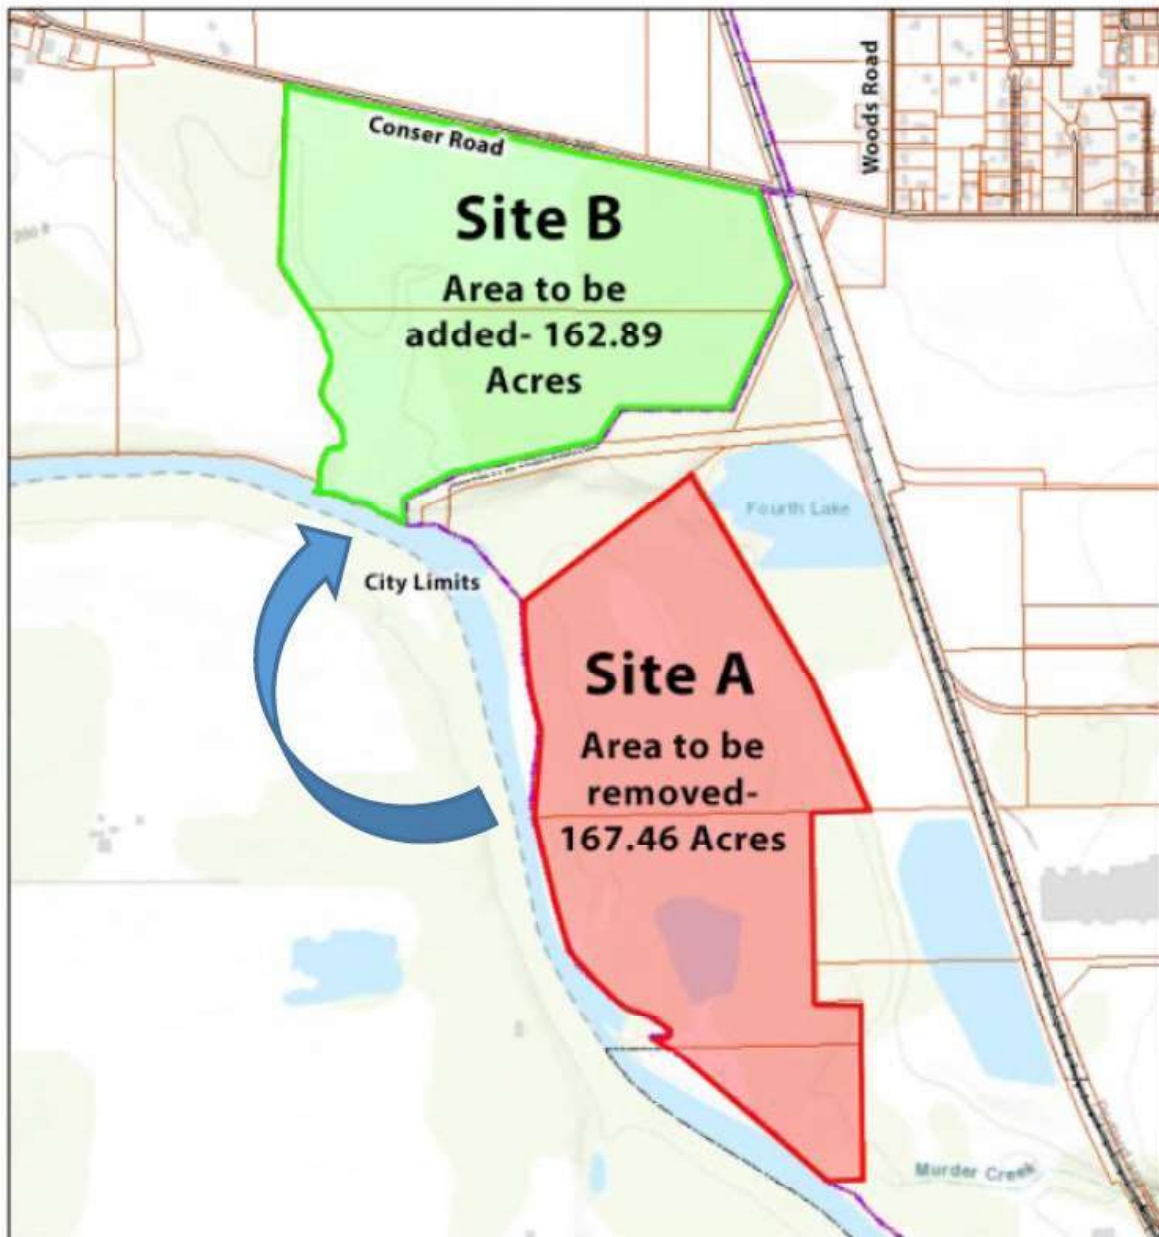 Woods Road
Conser Road
Site B
Area to be
added- 162.89
Acres
Fourth Lake
City Limits
Site A
Area to be
removed-
167.46 Acres
Murder Creek